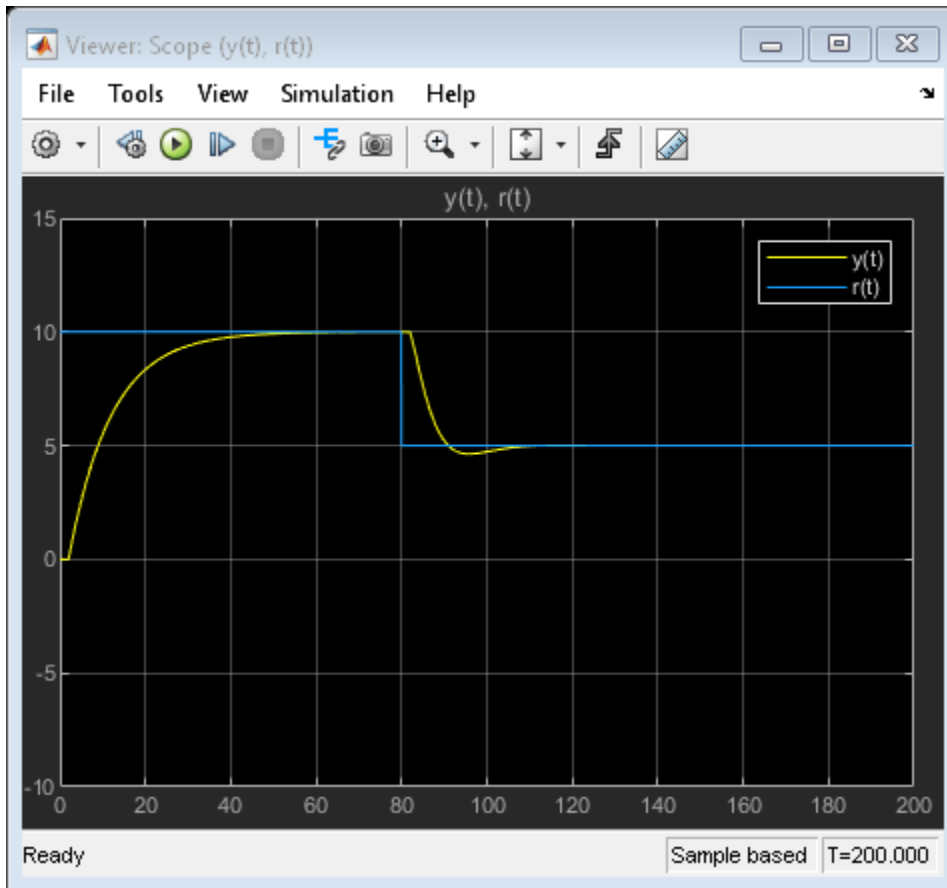 Viewer: Scope (y(t), r(t))
File Tools View Simulation Help
y(t), r(t)
15
y(t)
r(t)
10
5
0
-5
-10
0 20 40 60 80 100 120 140 160 180 200
Ready Sample based T=200.000